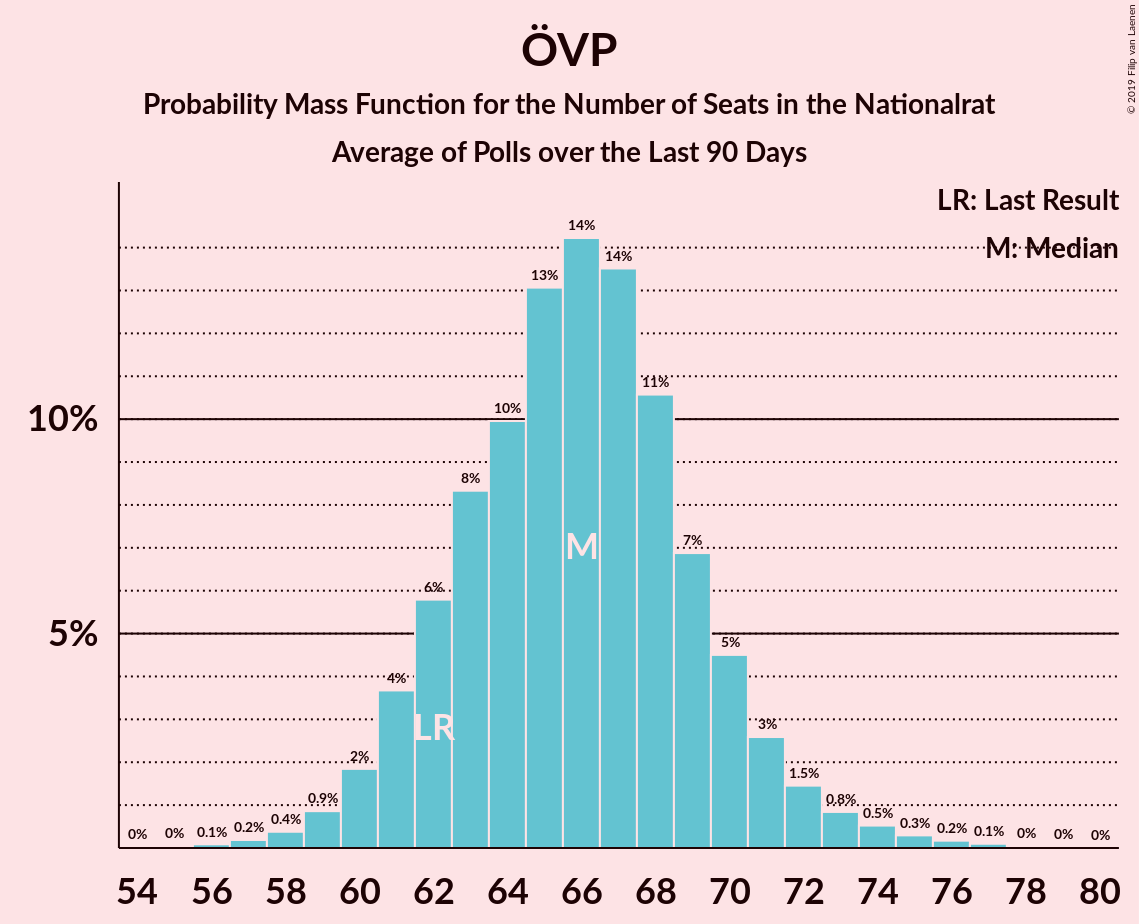 ÖVP
Probability Mass Function for the Number of Seats in the Nationalrat
Average of Polls over the Last 90 Days
© 2019 Filip van Laenen
LR: Last Result
M: Median
10%
5%
0% 0% 0.1% 0.2% 0.4% 0.9% 2% 4% 6% 8% 10% 13% 14% 14% 11% 7% 5% 3% 1.5% 0.8% 0.5% 0.3% 0.2% 0.1% 0% 0% 0%
M
LR
54 56 58 60 62 64 66 68 70 72 74 76 78 80